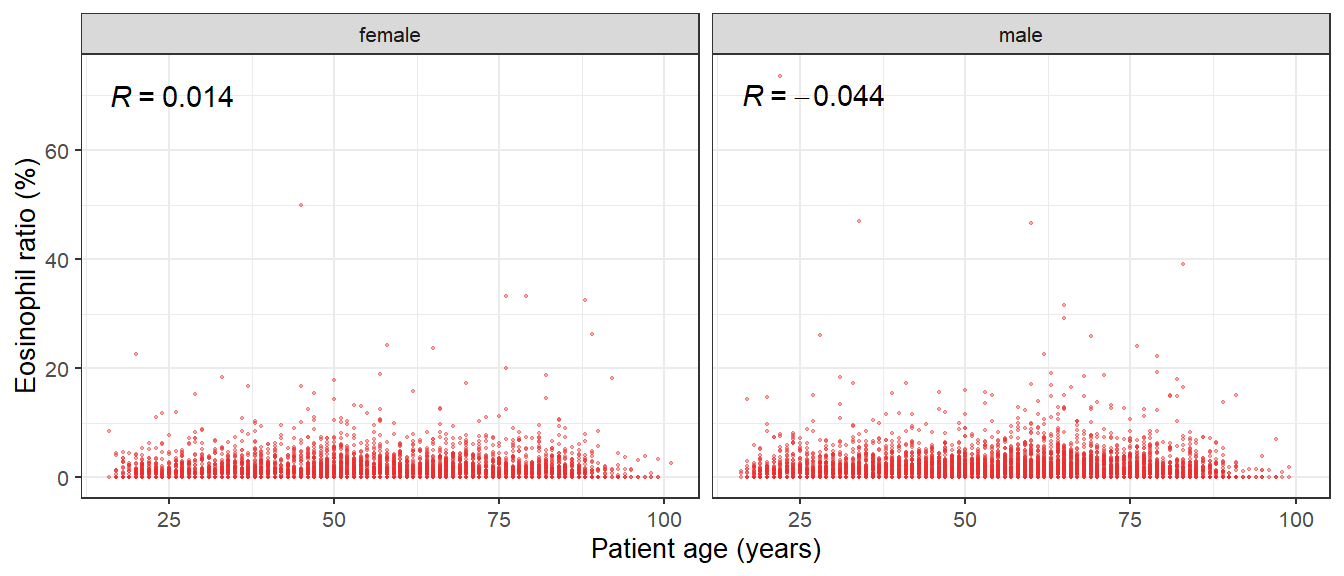 female
male
R = 0.014
R = −0.044
Eosinophil ratio (%)
60
40
20
0
25 50 75 100
25 50 75 100
Patient age (years)